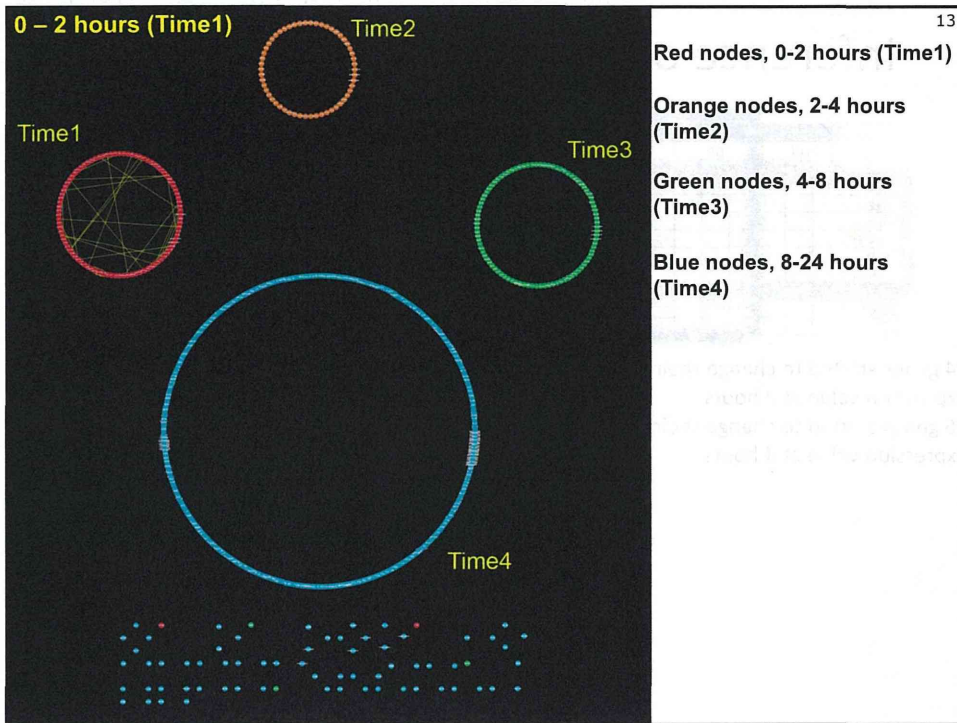 0 – 2 hours (Time1)
Time2
Time1
Time3
Time4
13
Red nodes, 0-2 hours (Time1)
Orange nodes, 2-4 hours
(Time2)
Green nodes, 4-8 hours
(Time3)
Blue nodes, 8-24 hours
(Time4)